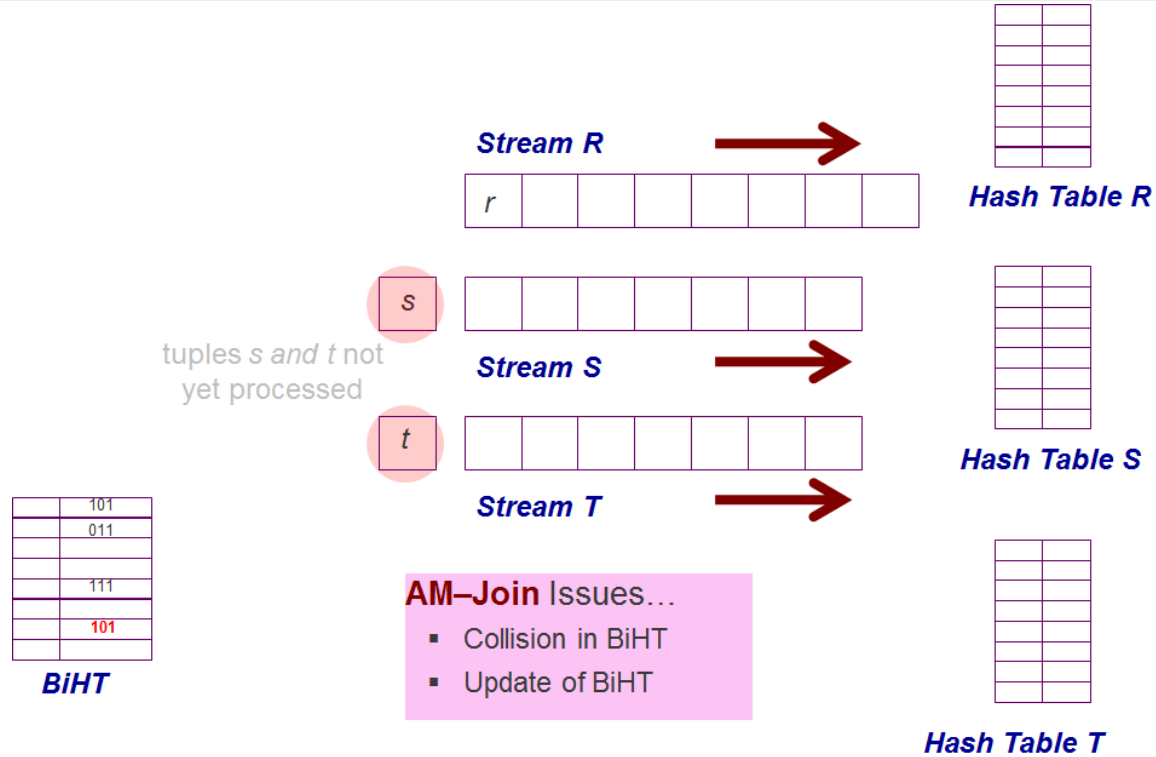 Stream R
r
Hash Table R
s
tuples s and t not
yet processed
Stream S
Hash Table S
t
Stream T
101
011
111
101
BiHT
AM–Join Issues…
▪ Collision in BiHT
▪ Update of BiHT
Hash Table T